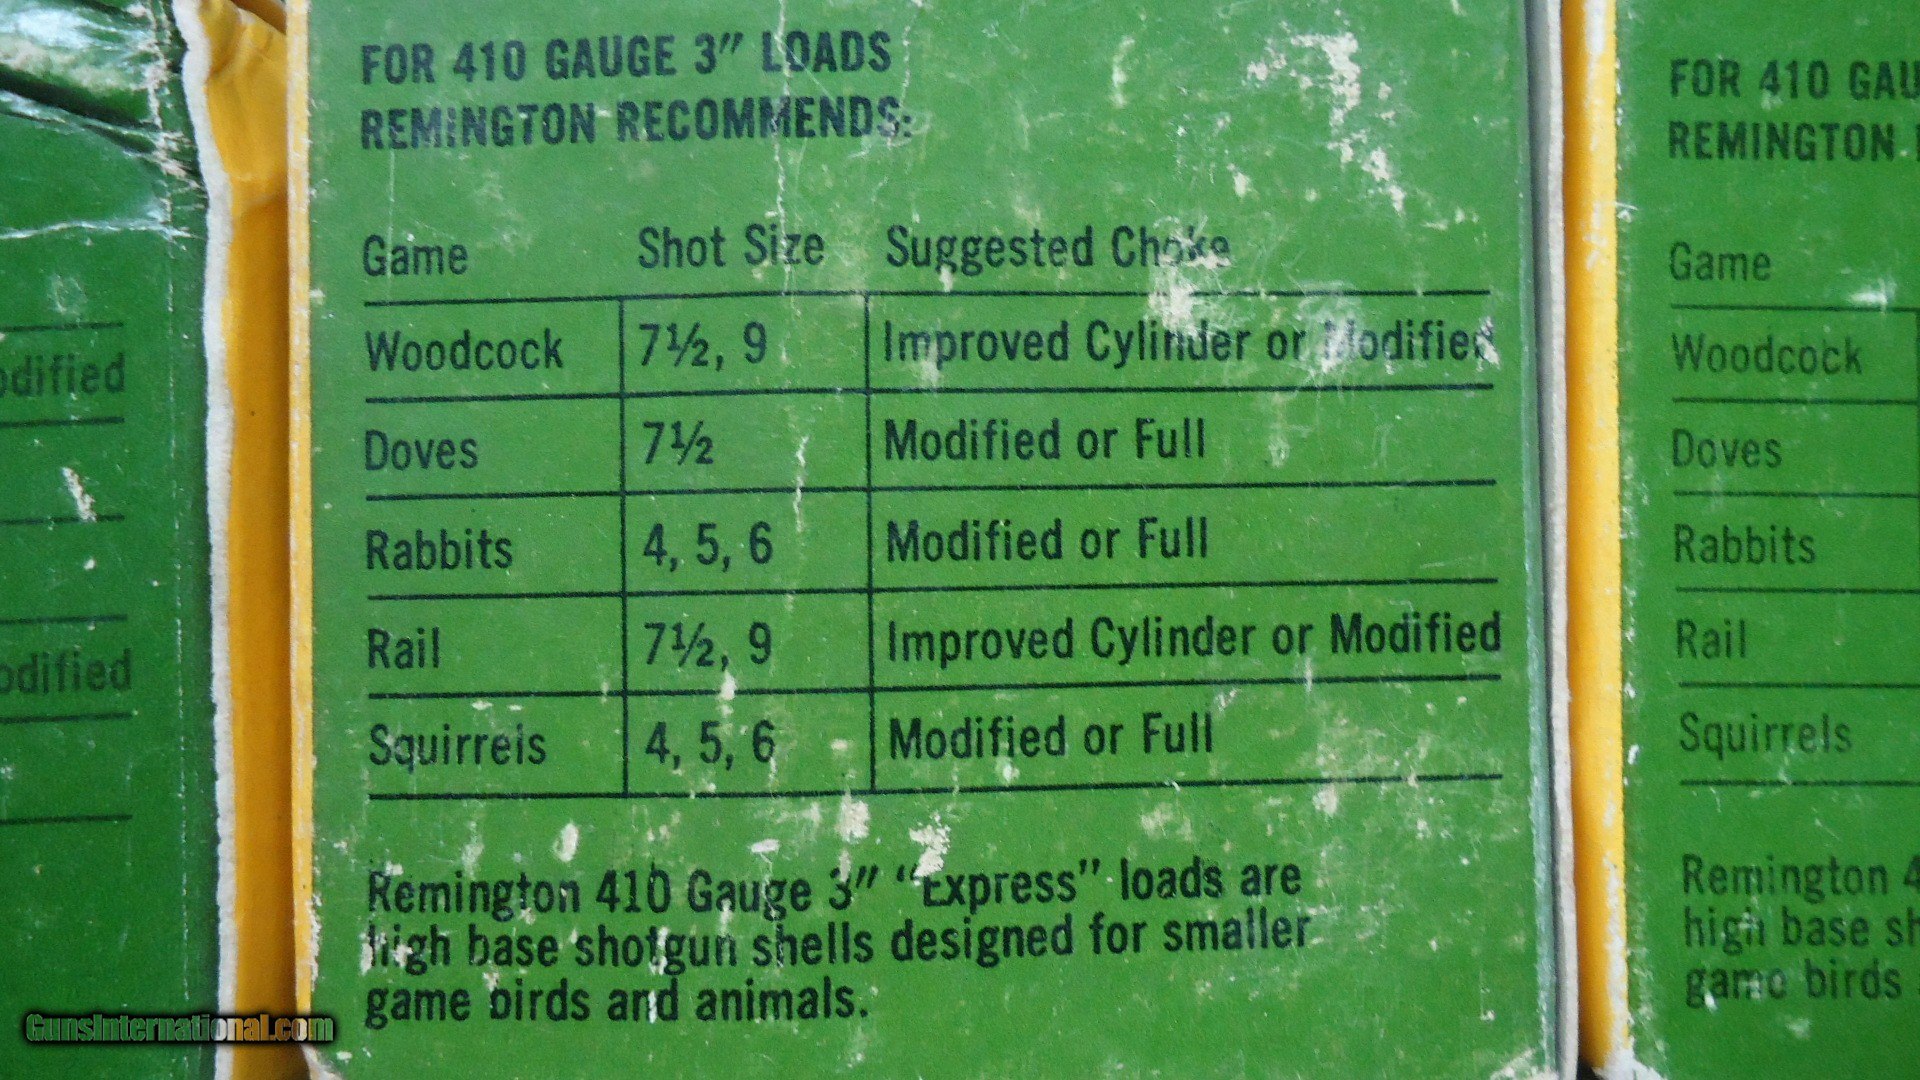 FOR 410 GAUGE 3" LOADS
REMINGTON RECOMMENDS:
Game Shot Size Suggested Choke
Woodcock 7½, 9 Improved Cylinder or Modified
Doves 7½ Modified or Full
Rabbits 4, 5, 6 Modified or Full
Rail 7½, 9 Improved Cylinder or Modified
Squirrels 4, 5, 6 Modified or Full
Remington 410 Gauge 3" "Express" loads are
high base shotgun shells designed for smaller
game birds and animals.
FOR 410 GAU
REMINGTON
Game
Woodcock
Doves
Rabbits
Rail
Squirrels
Remington 4
high base sh
game birds
odified
odified
GunsInternational.com